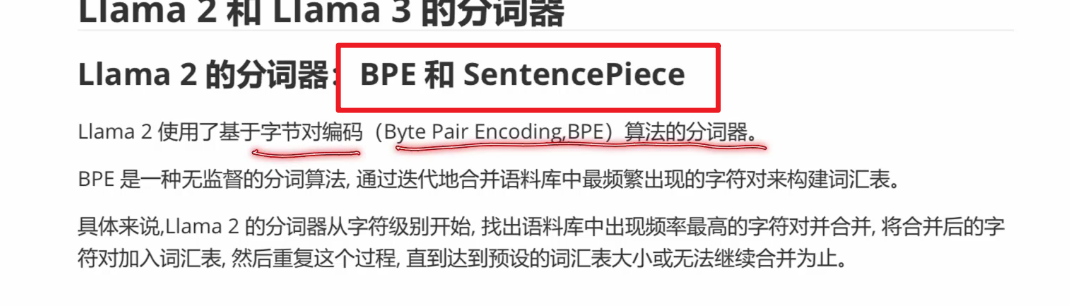 Llama 2 和 Llama 3 的分词器
Llama 2 的分词器： BPE 和 SentencePiece
Llama 2 使用了基于字节对编码（Byte Pair Encoding,BPE）算法的分词器。
BPE 是一种无监督的分词算法, 通过迭代地合并语料库中最频繁出现的字符对来构建词汇表。
具体来说,Llama 2 的分词器从字符级别开始, 找出语料库中出现频率最高的字符对并合并, 将合并后的字
符对加入词汇表, 然后重复这个过程, 直到达到预设的词汇表大小或无法继续合并为止。